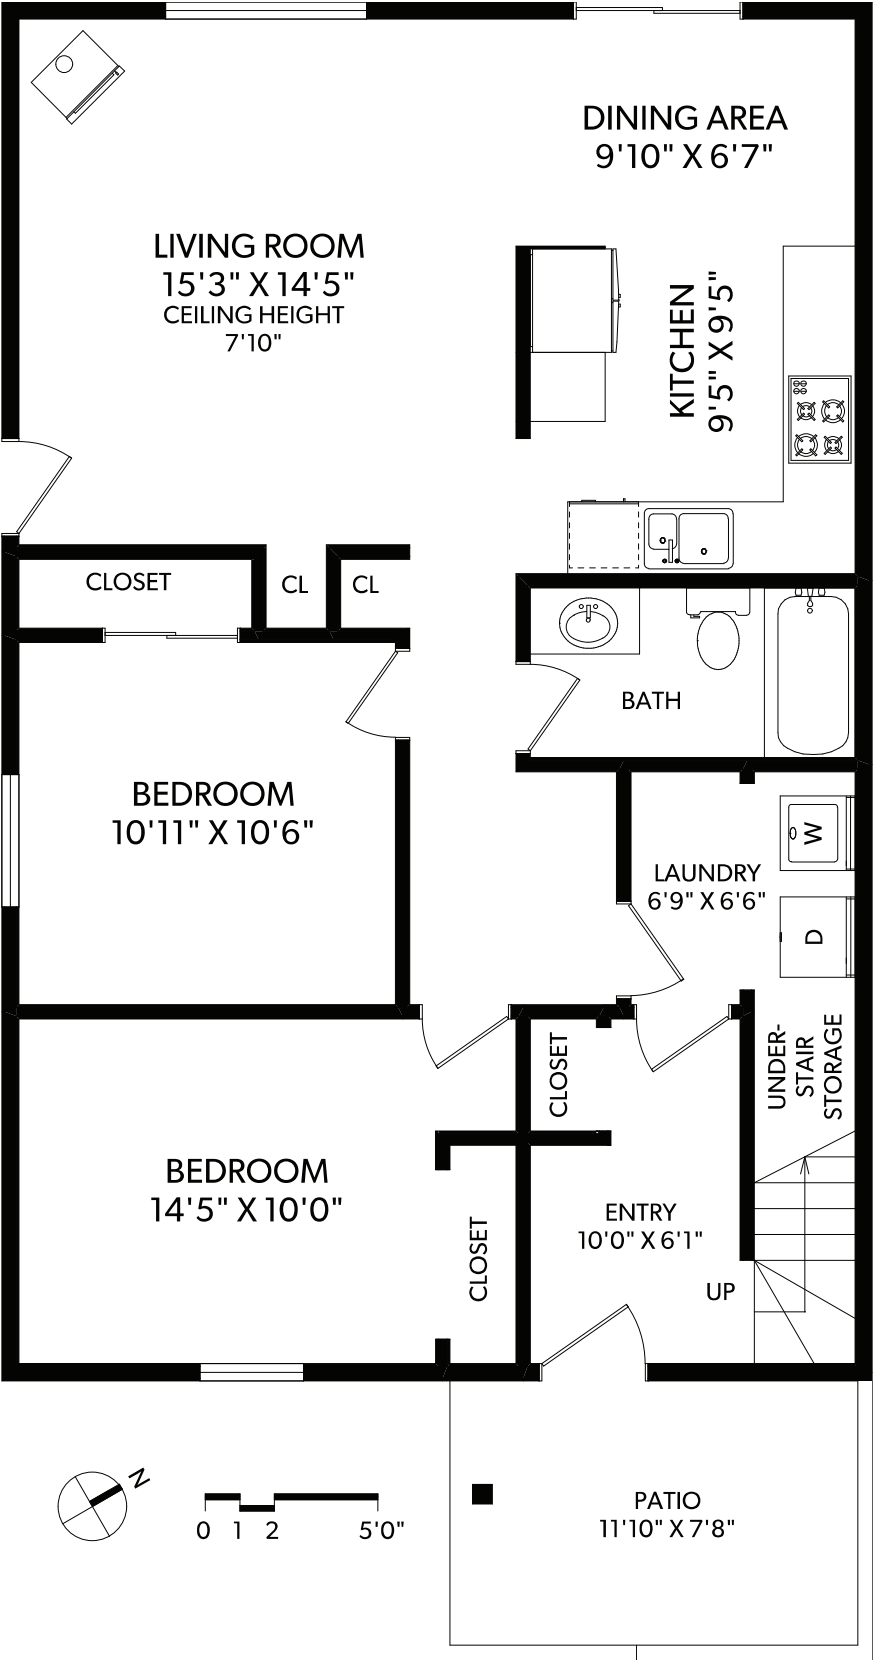 DINING AREA
9'10" X 6'7"
LIVING ROOM
15'3" X 14'5"
CEILING HEIGHT
7'10"
KITCHEN
9'5" X 9'5"
CLOSET
CL
CL
BATH
BEDROOM
10'11" X 10'6"
W
LAUNDRY
6'9" X 6'6"
D
CLOSET
UNDER-
STAIR
STORAGE
BEDROOM
14'5" X 10'0"
CLOSET
ENTRY
10'0" X 6'1"
UP
N
0 1 2 5'0"
PATIO
11'10" X 7'8"